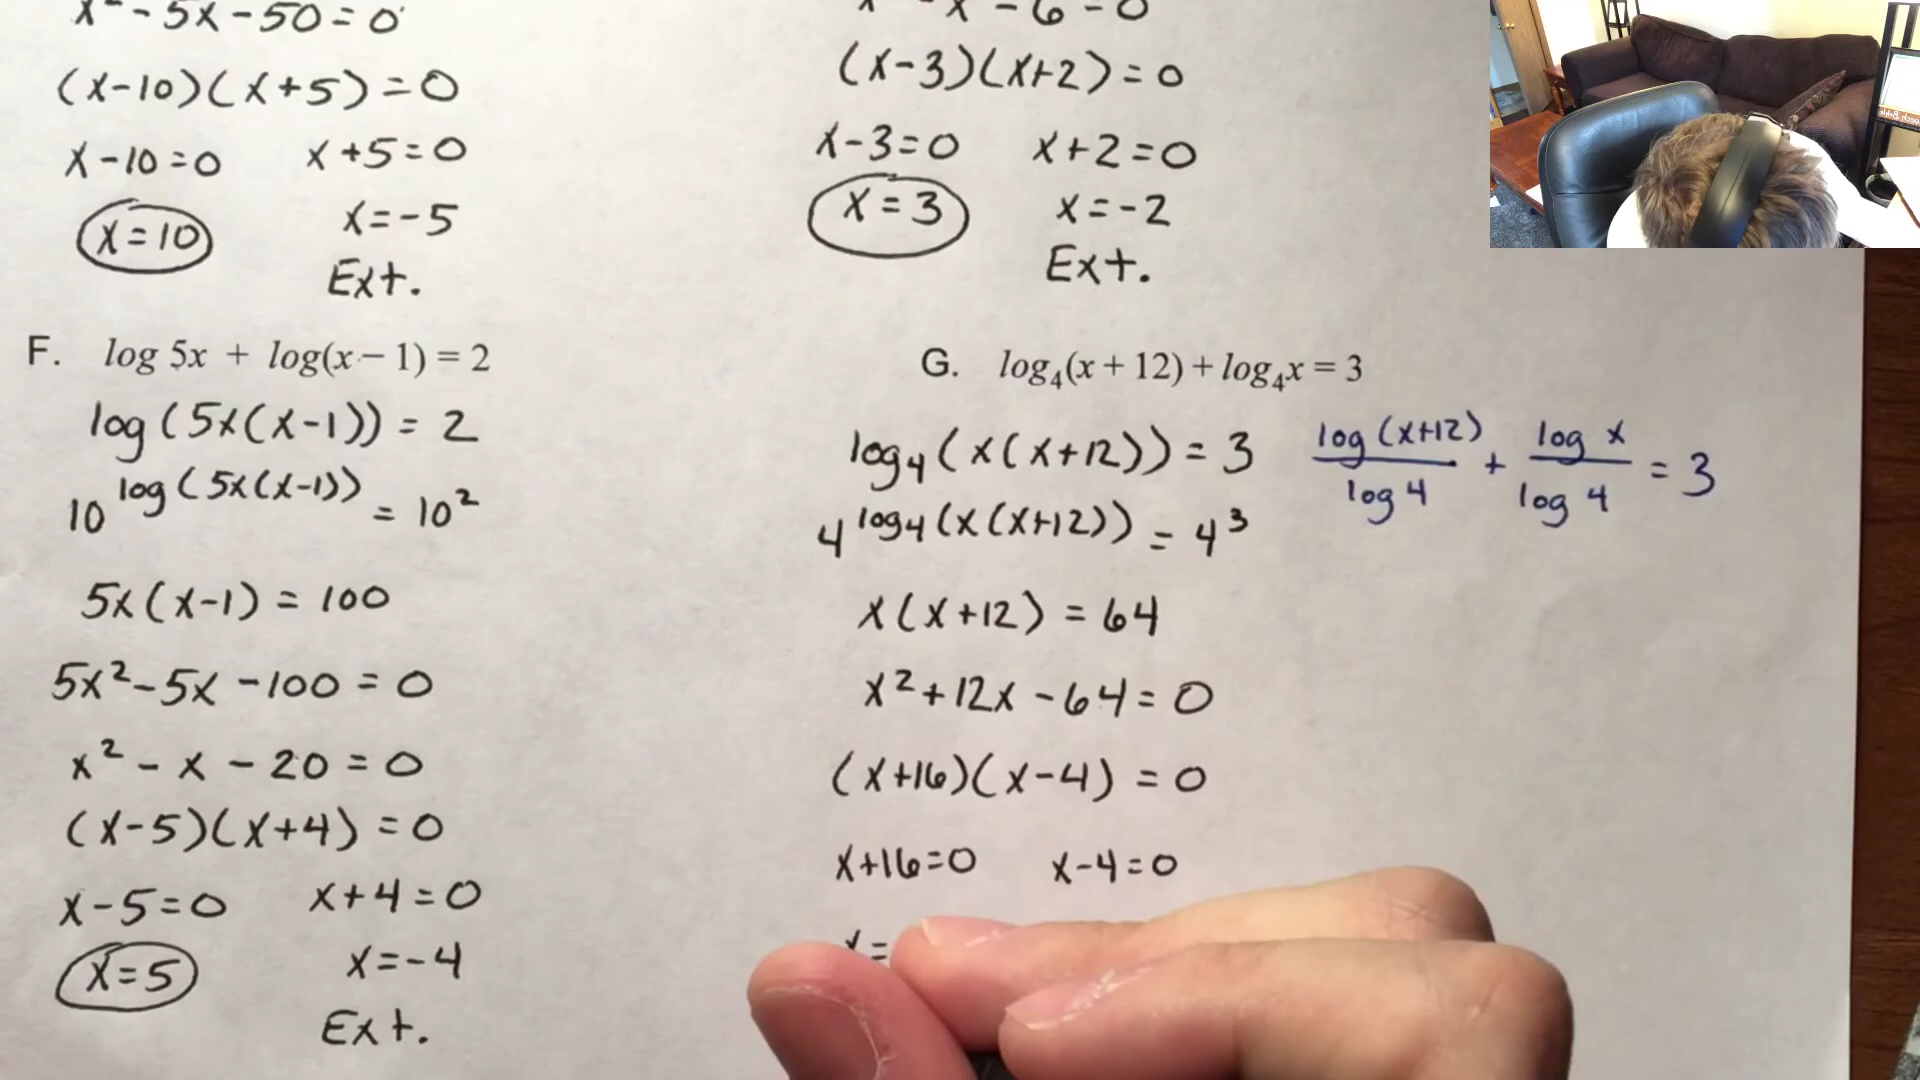 x² - 5x - 50 = 0
(x-10)(x+5) = 0
x-10=0 x+5=0
x=10 x=-5
Ext.
x² - x - 6 = 0
(x-3)(x+2) = 0
x-3=0 x+2=0
x=3 x=-2
Ext.
F. log 5x + log(x - 1) = 2
log(5x(x-1)) = 2
10^log(5x(x-1)) = 10²
5x(x-1) = 100
5x²-5x-100 = 0
x² - x - 20 = 0
(x-5)(x+4) = 0
x-5=0 x+4=0
x=5 x=-4
Ext.
G. log₄(x + 12) + log₄x = 3
log₄(x(x+12)) = 3
log(x+12)/log 4 + log x/log 4 = 3
4^log₄(x(x+12)) = 4³
x(x+12) = 64
x²+12x-64=0
(x+16)(x-4) = 0
x+16=0 x-4=0
x=